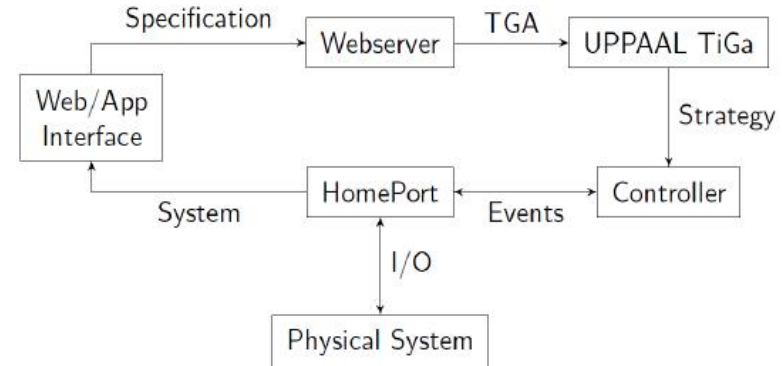 Specification
Webserver
TGA
UPPAAL TiGa
Web/App
Interface
Strategy
System
HomePort
Events
Controller
I/O
Physical System